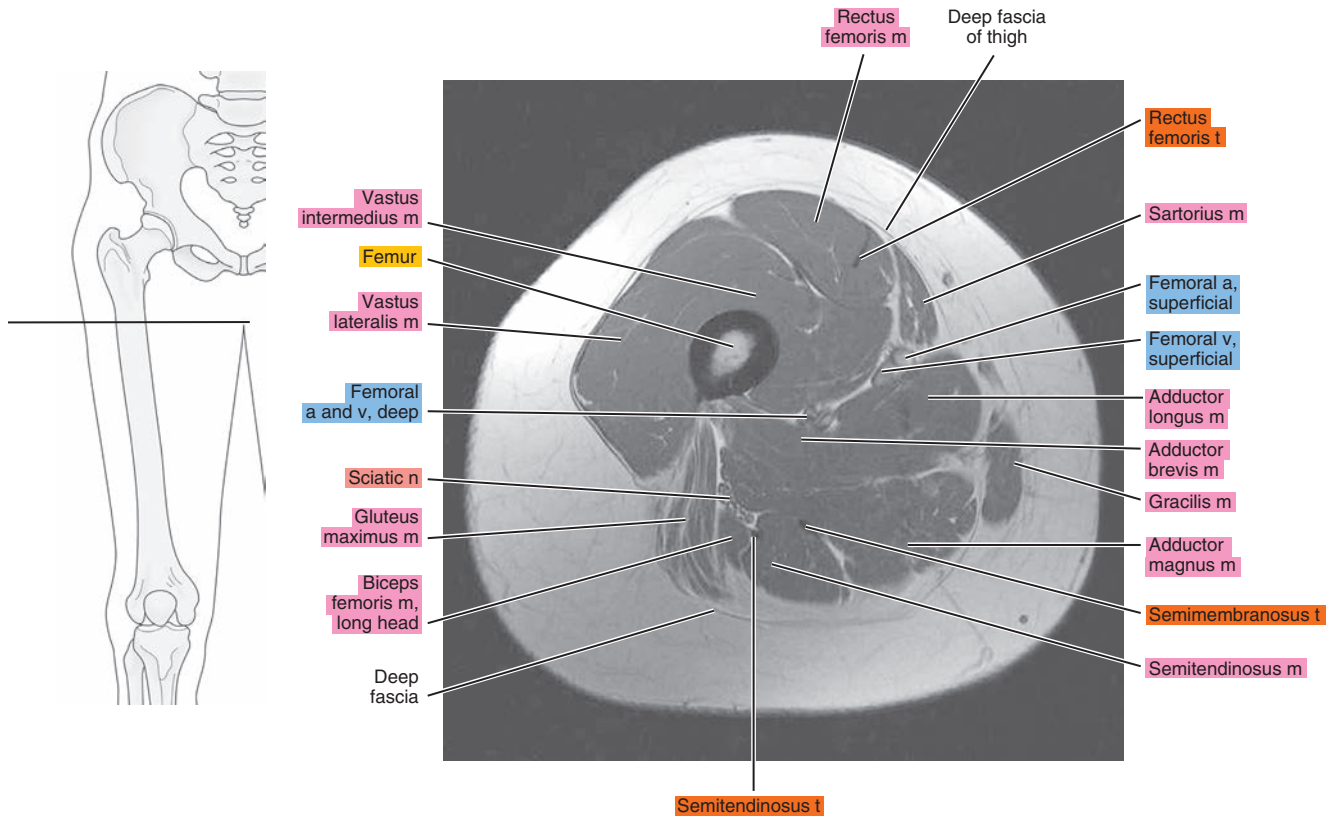 Rectus
femoris m
Deep fascia
of thigh
Rectus
femoris t
Vastus
intermedius m
Sartorius m
Femur
Femoral a,
superficial
Vastus
lateralis m
Femoral v,
superficial
Femoral
a and v, deep
Adductor
longus m
Adductor
brevis m
Sciatic n
Gracilis m
Gluteus
maximus m
Adductor
magnus m
Biceps
femoris m,
long head
Semimembranosus t
Deep
fascia
Semitendinosus m
Semitendinosus t